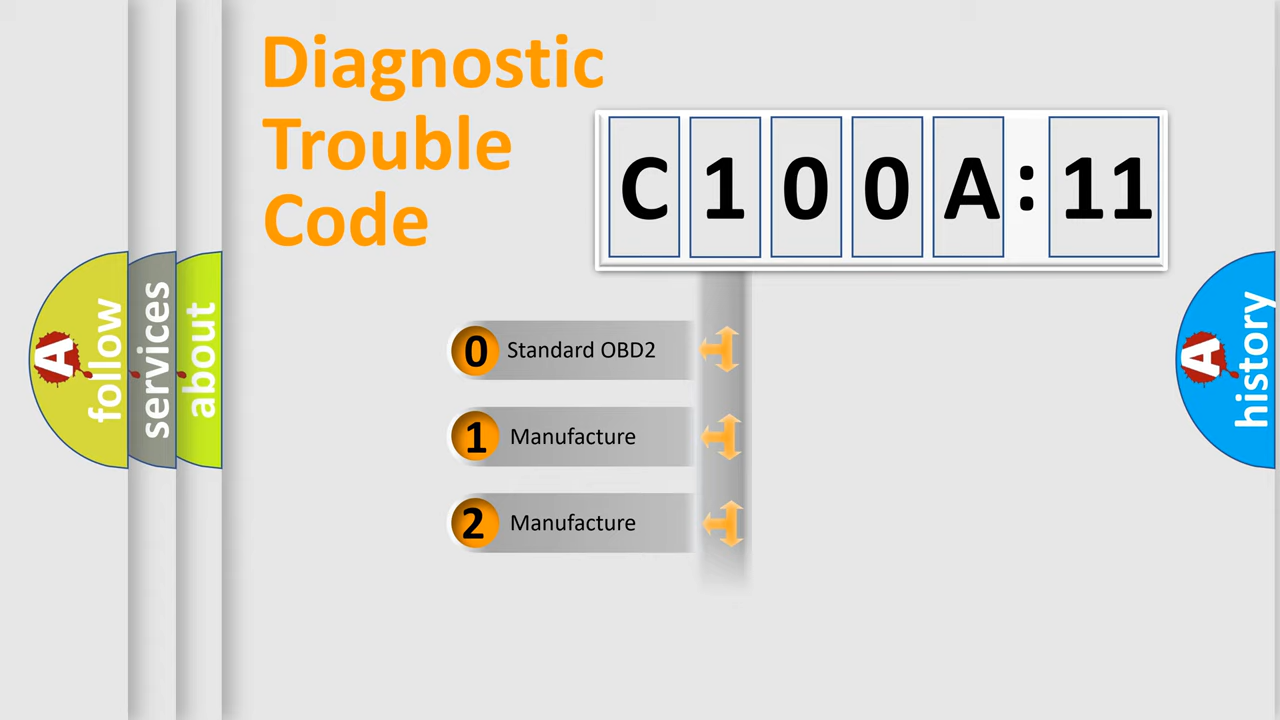 Diagnostic
Trouble
Code
C100A:11
0 Standard OBD2
1 Manufacture
2 Manufacture
A follow
services
about
A history